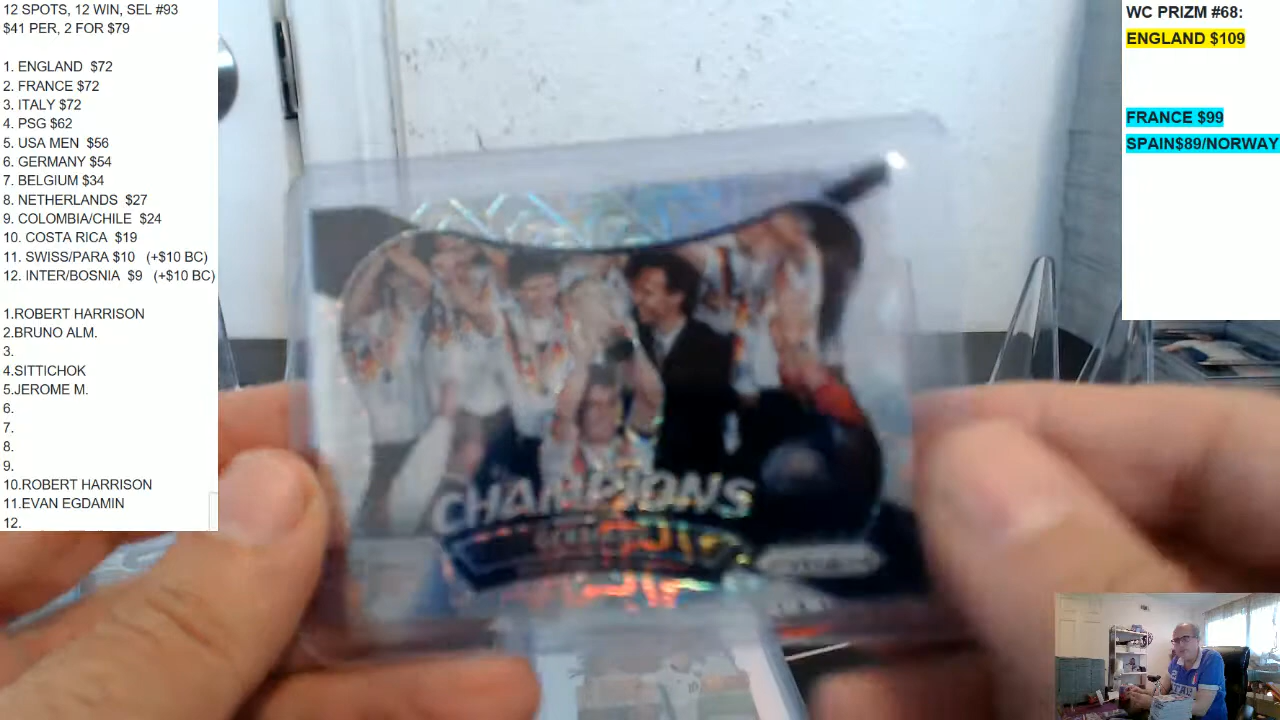 12 SPOTS, 12 WIN, SEL #93
$41 PER, 2 FOR $79
1. ENGLAND $72
2. FRANCE $72
3. ITALY $72
4. PSG $62
5. USA MEN $56
6. GERMANY $54
7. BELGIUM $34
8. NETHERLANDS $27
9. COLOMBIA/CHILE $24
10. COSTA RICA $19
11. SWISS/PARA $10 (+$10 BC)
12. INTER/BOSNIA $9 (+$10 BC)
1.ROBERT HARRISON
2.BRUNO ALM.
3.
4.SITTICHOK
5.JEROME M.
6.
7.
8.
9.
10.ROBERT HARRISON
11.EVAN EGDAMIN
12.
WC PRIZM #68:
ENGLAND $109
FRANCE $99
SPAIN$89/NORWAY
CHAMPIONS